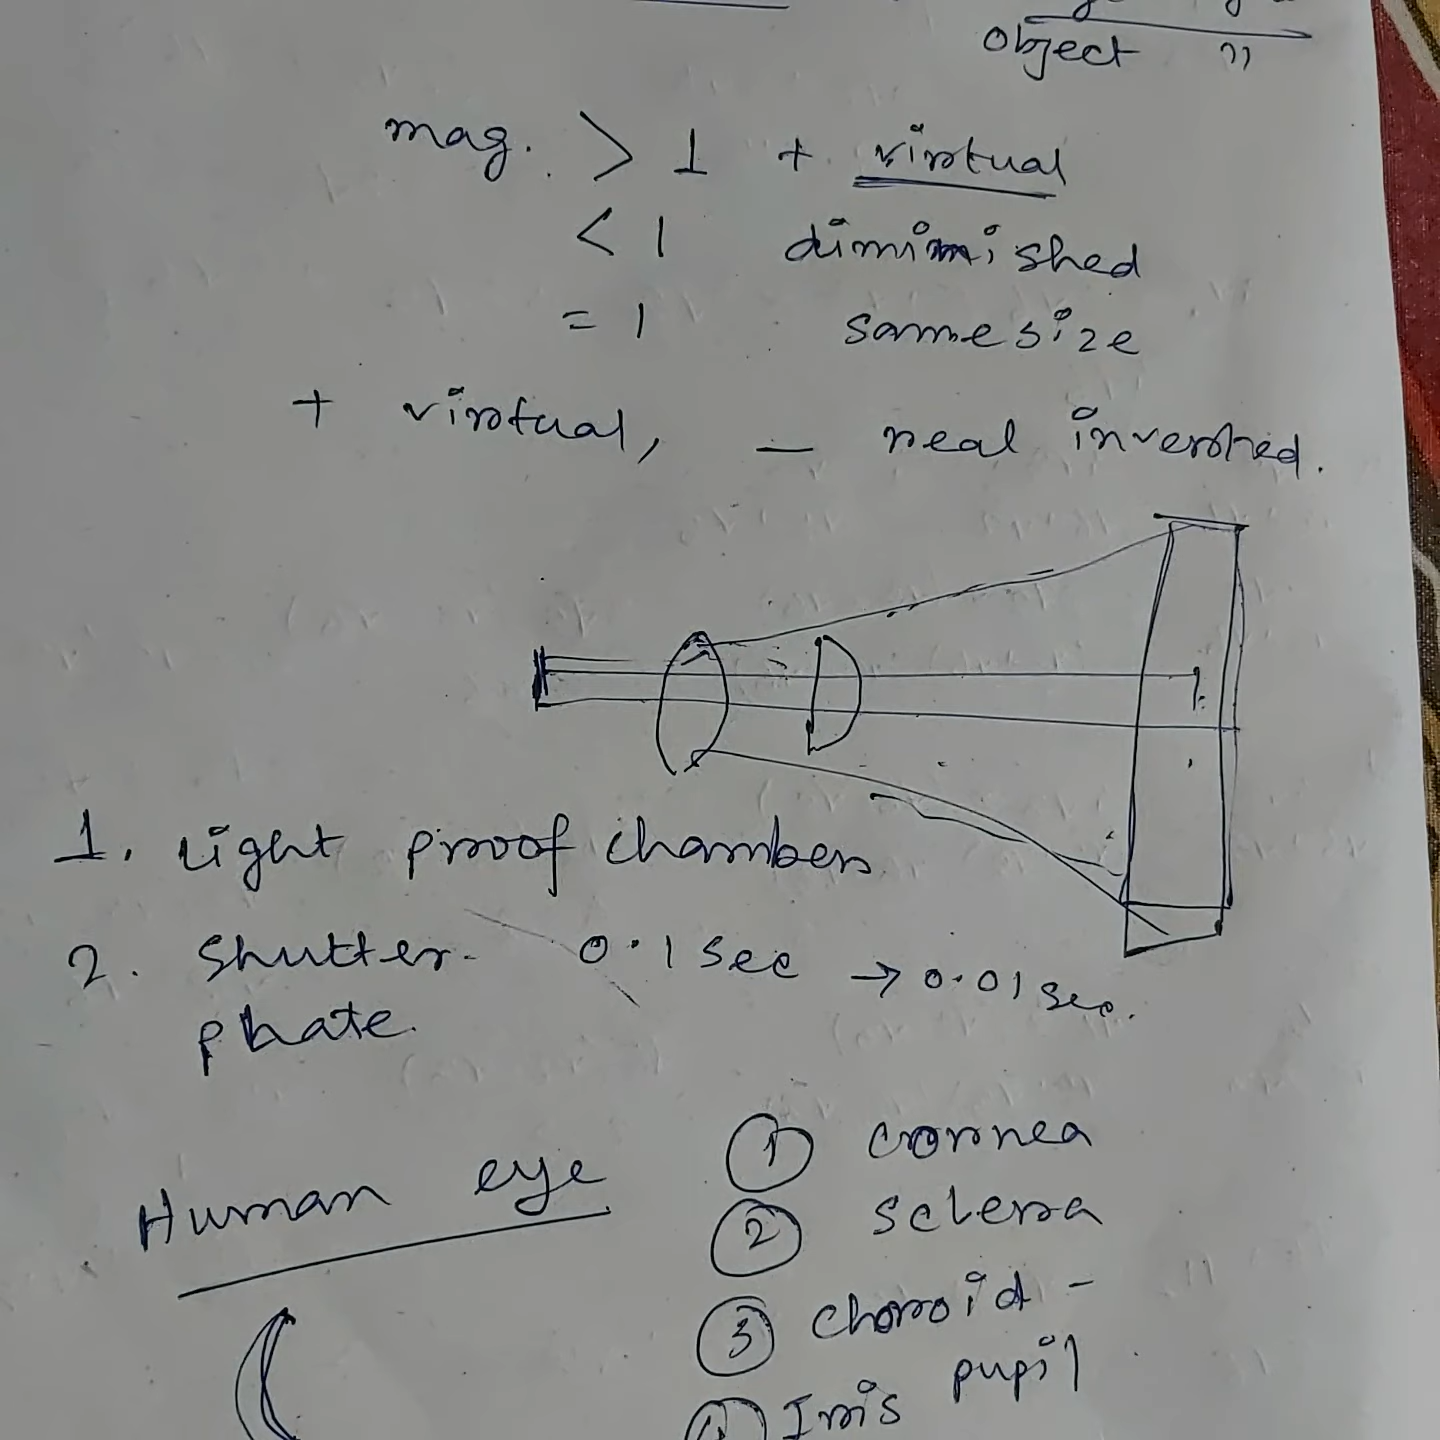 object "
mag. > 1 + virtual
< 1 diminished
= 1 same size
+ virtual, - real inverted.
1. Light proof chamber
2. Shutter. 0.1 sec → 0.01 sec.
plate.
Human eye
① cornea
② sclera
③ choroid -
④ Iris pupil